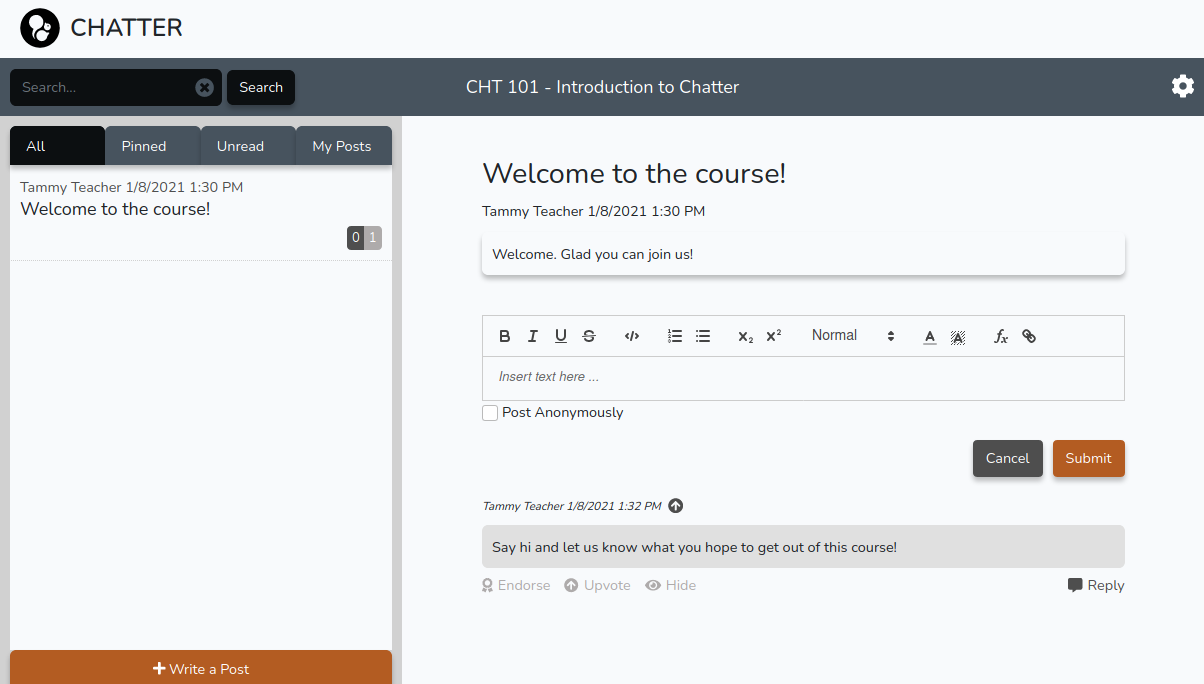 CHATTER
Search...
Search
CHT 101 - Introduction to Chatter
All
Pinned
Unread
My Posts
Tammy Teacher 1/8/2021 1:30 PM
Welcome to the course!
0 1
Write a Post
Welcome to the course!
Tammy Teacher 1/8/2021 1:30 PM
Welcome. Glad you can join us!
B I U S </> X₂ X² Normal A A fx
Insert text here ...
Post Anonymously
Cancel
Submit
Tammy Teacher 1/8/2021 1:32 PM
Say hi and let us know what you hope to get out of this course!
Endorse Upvote Hide Reply